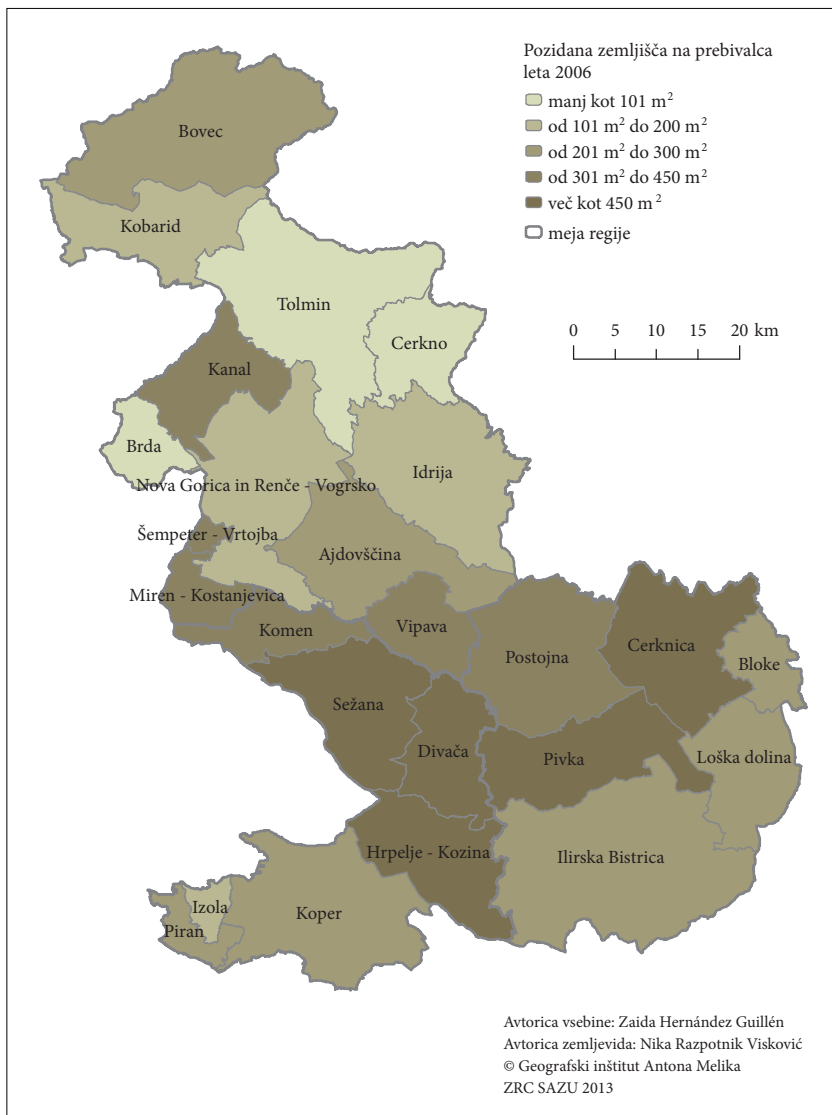 Pozidana zemljišča na prebivalca
leta 2006
manj kot 101 m²
od 101 m² do 200 m²
od 201 m² do 300 m²
od 301 m² do 450 m²
več kot 450 m²
meja regije
0 5 10 15 20 km
Bovec
Kobarid
Tolmin
Cerkno
Kanal
Brda
Idrija
Nova Gorica in Renče - Vogrsko
Šempeter - Vrtojba
Ajdovščina
Miren - Kostanjevica
Komen
Vipava
Postojna
Cerknica
Bloke
Sežana
Divača
Pivka
Loška dolina
Hrpelje - Kozina
Ilirska Bistrica
Izola
Koper
Piran
Avtorica vsebine: Zaida Hernández Guillén
Avtorica zemljevida: Nika Razpotnik Visković
© Geografski inštitut Antona Melika
ZRC SAZU 2013